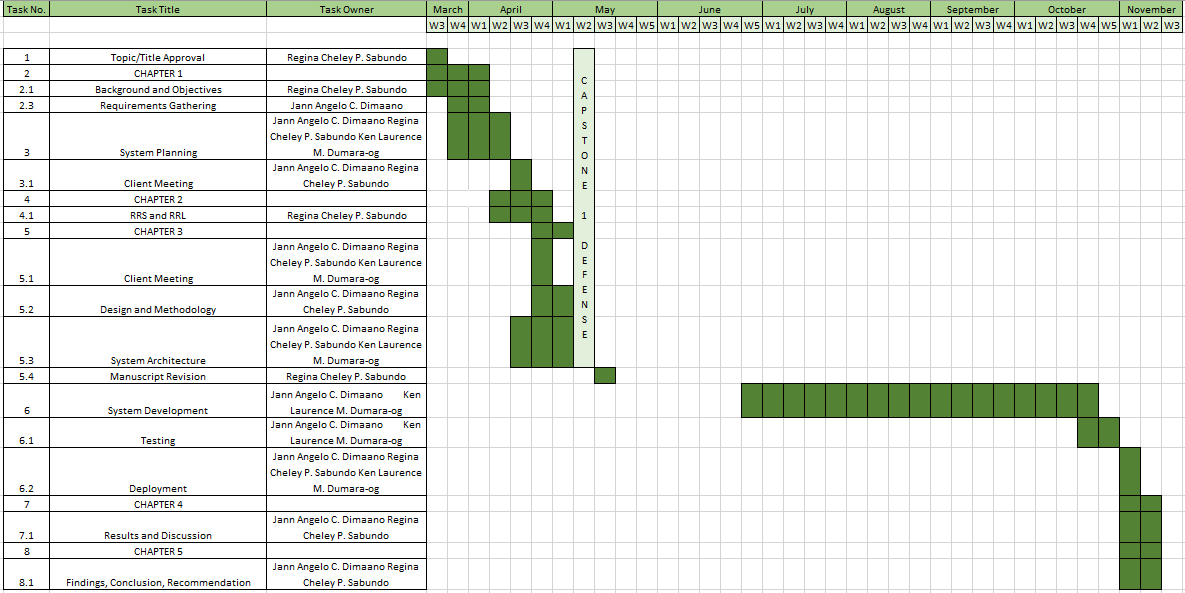 Task No. Task Title Task Owner March April May June July August September October November
W3 W4 W1 W2 W3 W4 W1 W2 W3 W4 W5 W1 W2 W3 W4 W5 W1 W2 W3 W4 W1 W2 W3 W4 W1 W2 W3 W4 W1 W2 W3 W4 W5 W1 W2 W3
1 Topic/Title Approval Regina Cheley P. Sabundo
2 CHAPTER 1
2.1 Background and Objectives Regina Cheley P. Sabundo
2.3 Requirements Gathering Jann Angelo C. Dimaano
Jann Angelo C. Dimaano Regina
Cheley P. Sabundo Ken Laurence
3 System Planning M. Dumara-og
Jann Angelo C. Dimaano Regina
3.1 Client Meeting Cheley P. Sabundo
4 CHAPTER 2
4.1 RRS and RRL Regina Cheley P. Sabundo
5 CHAPTER 3
Jann Angelo C. Dimaano Regina
Cheley P. Sabundo Ken Laurence
5.1 Client Meeting M. Dumara-og
Jann Angelo C. Dimaano Regina
5.2 Design and Methodology Cheley P. Sabundo
Jann Angelo C. Dimaano Regina
Cheley P. Sabundo Ken Laurence
5.3 System Architecture M. Dumara-og
5.4 Manuscript Revision Regina Cheley P. Sabundo
Jann Angelo C. Dimaano Ken
6 System Development Laurence M. Dumara-og
Jann Angelo C. Dimaano Ken
6.1 Testing Laurence M. Dumara-og
Jann Angelo C. Dimaano Regina
Cheley P. Sabundo Ken Laurence
6.2 Deployment M. Dumara-og
7 CHAPTER 4
Jann Angelo C. Dimaano Regina
7.1 Results and Discussion Cheley P. Sabundo
8 CHAPTER 5
Jann Angelo C. Dimaano Regina
8.1 Findings, Conclusion, Recommendation Cheley P. Sabundo
CAPSTONE 1 DEFENSE